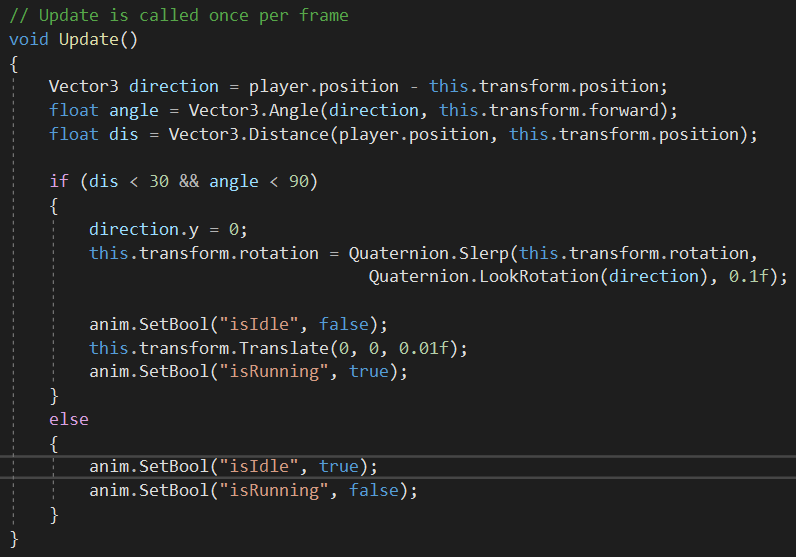 // Update is called once per frame
void Update()
{
    Vector3 direction = player.position - this.transform.position;
    float angle = Vector3.Angle(direction, this.transform.forward);
    float dis = Vector3.Distance(player.position, this.transform.position);

    if (dis < 30 && angle < 90)
    {
        direction.y = 0;
        this.transform.rotation = Quaternion.Slerp(this.transform.rotation,
                                    Quaternion.LookRotation(direction), 0.1f);

        anim.SetBool("isIdle", false);
        this.transform.Translate(0, 0, 0.01f);
        anim.SetBool("isRunning", true);
    }
    else
    {
        anim.SetBool("isIdle", true);
        anim.SetBool("isRunning", false);
    }
}